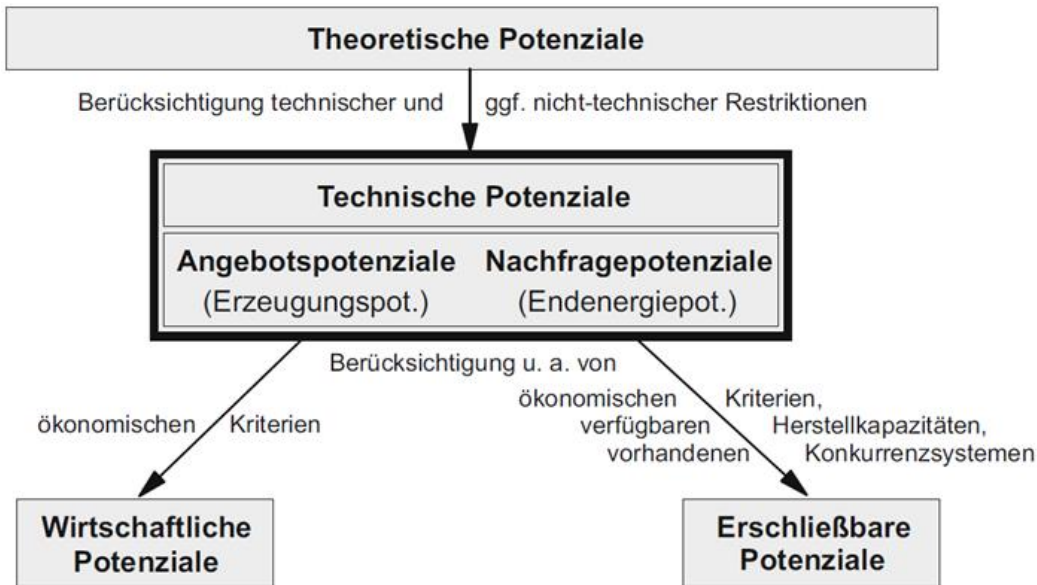 Theoretische Potenziale
Berücksichtigung technischer und ggf. nicht-technischer Restriktionen
Technische Potenziale
Angebotspotenziale Nachfragepotenziale
(Erzeugungspot.) (Endenergiepot.)
Berücksichtigung u. a. von
ökonomischen Kriterien
ökonomischen Kriterien,
verfügbaren Herstellkapazitäten,
vorhandenen Konkurrenzsystemen
Wirtschaftliche
Potenziale
Erschließbare
Potenziale